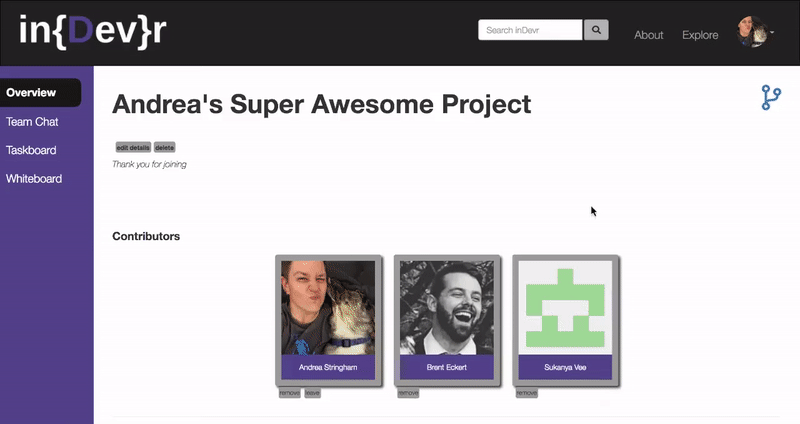 in{Dev}r
Search inDevr
About
Explore
Overview
Team Chat
Taskboard
Whiteboard
Andrea's Super Awesome Project
edit details delete
Thank you for joining
Contributors
Andrea Stringham
Brent Eckert
Sukanya Vee
remove leave
remove
remove